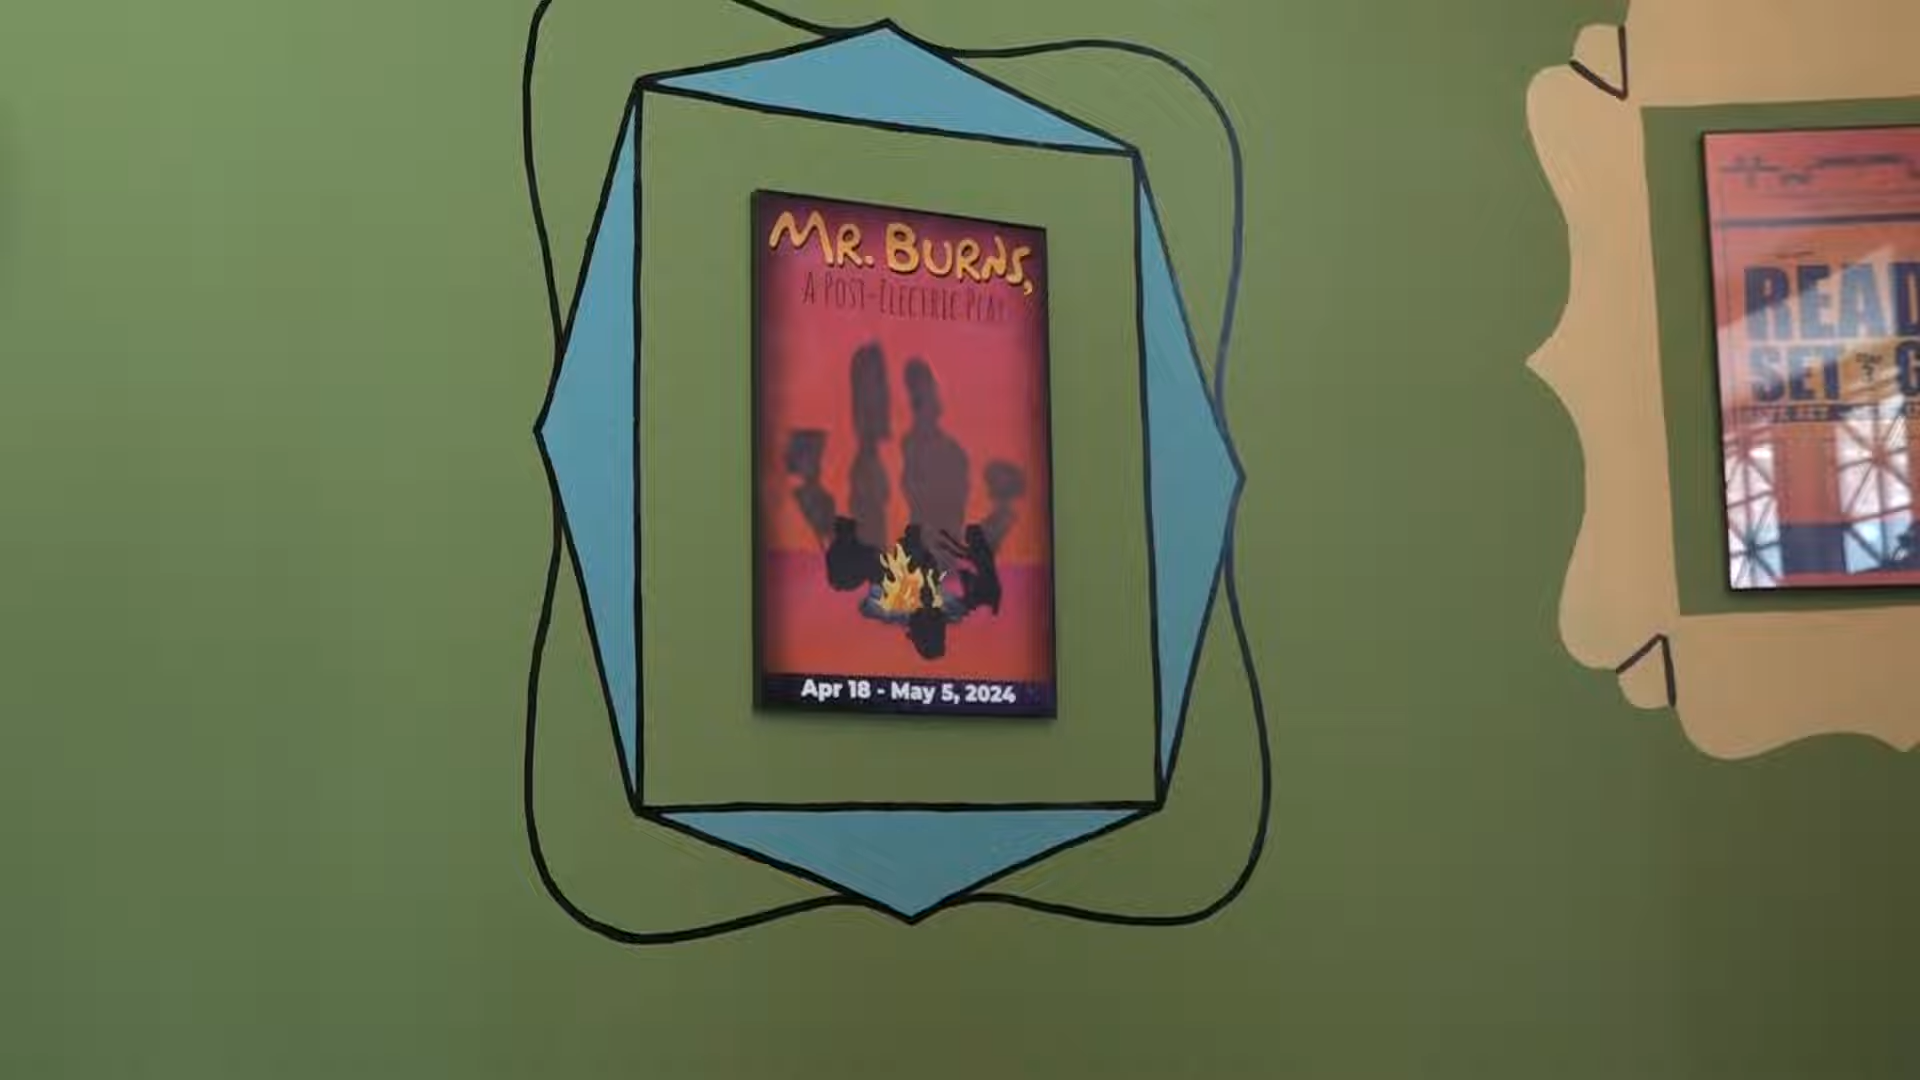 MR. BURNS,
A POST-ELECTRIC PLAY
Apr 18 - May 5, 2024
READ
SET